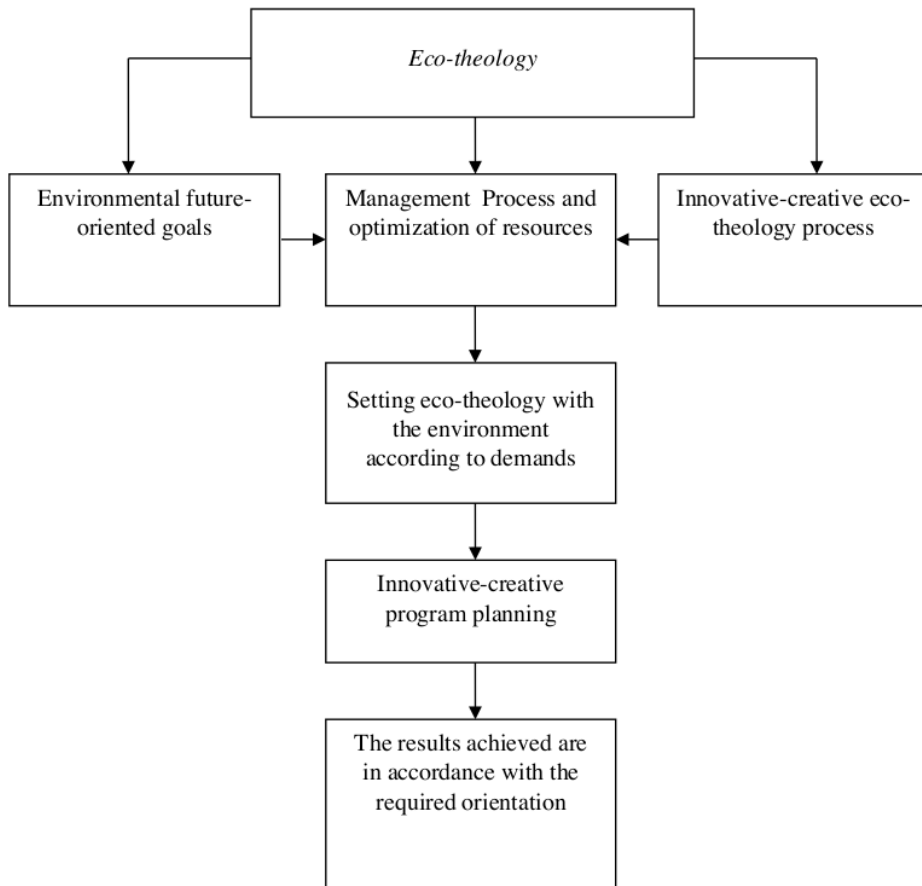 Eco-theology
Environmental future-
oriented goals
Management Process and
optimization of resources
Innovative-creative eco-
theology process
Setting eco-theology with
the environment
according to demands
Innovative-creative
program planning
The results achieved are
in accordance with the
required orientation